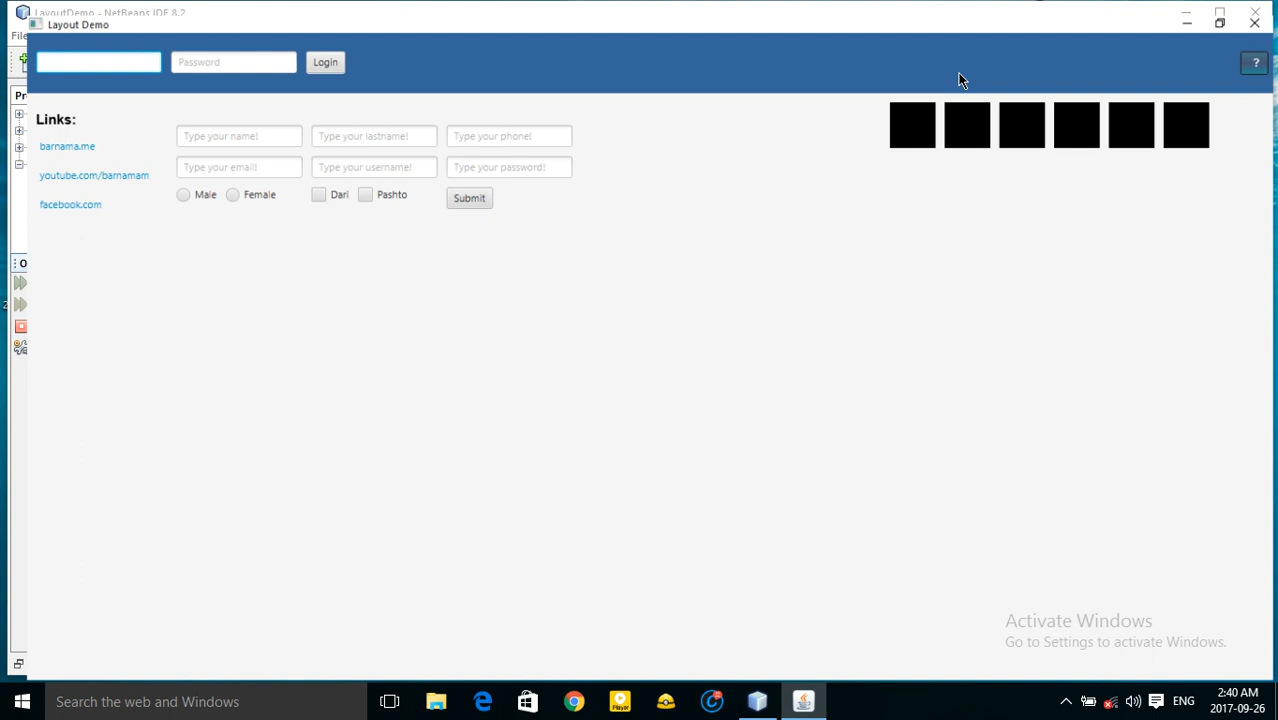 LayoutDemo - NetBeans IDE 8.2
Layout Demo
Password
Login
?
Links:
barnama.me
youtube.com/barnamam
facebook.com
Type your name!
Type your lastname!
Type your phone!
Type your email!
Type your username!
Type your password!
Male
Female
Dari
Pashto
Submit
Activate Windows
Go to Settings to activate Windows.
Search the web and Windows
Player
ENG
2:40 AM
2017-09-26